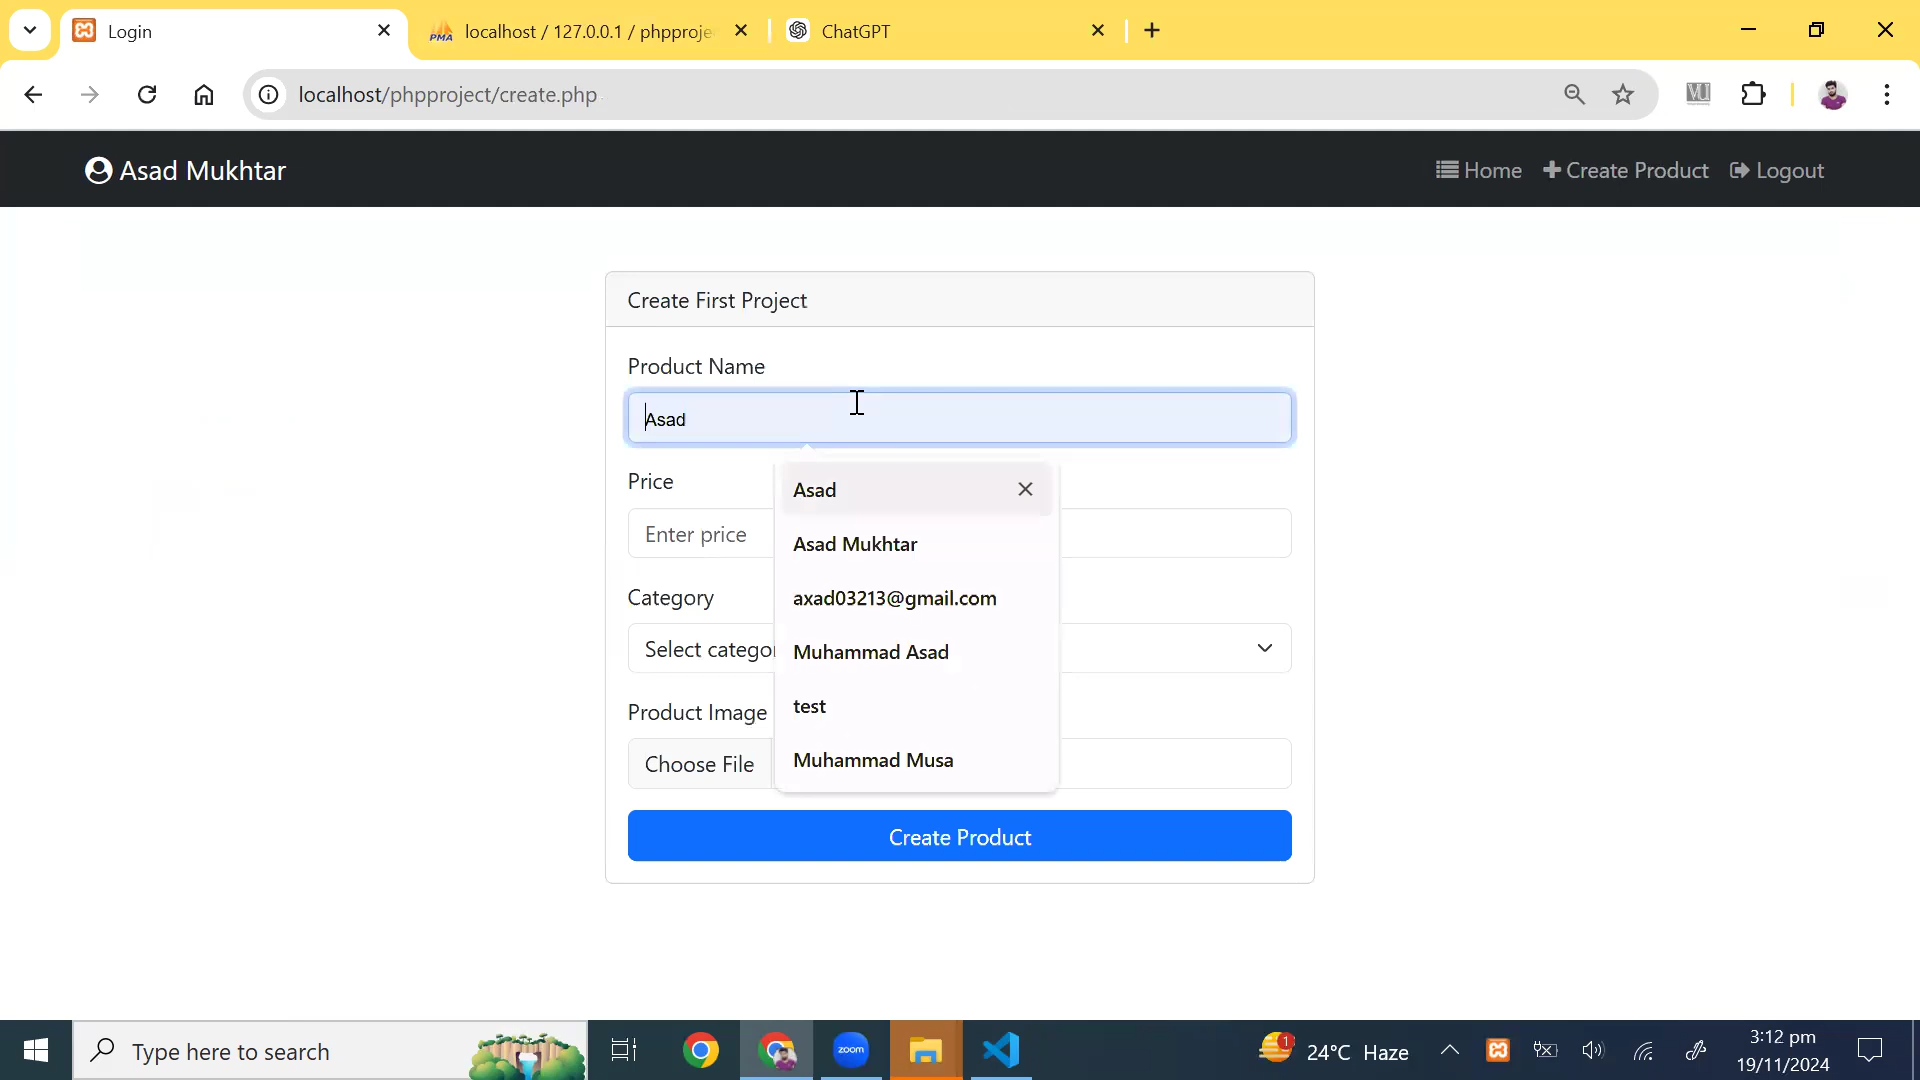 Login
localhost / 127.0.0.1 / phpproje
ChatGPT
localhost/phpproject/create.php
VU
Asad Mukhtar
Home
Create Product
Logout
Create First Project
Product Name
Asad
Asad
Price
Enter price
Asad Mukhtar
Category
axad03213@gmail.com
Select categor
Muhammad Asad
Product Image
test
Choose File
Muhammad Musa
Create Product
Type here to search
zoom
1
24°C Haze
3:12 pm
19/11/2024